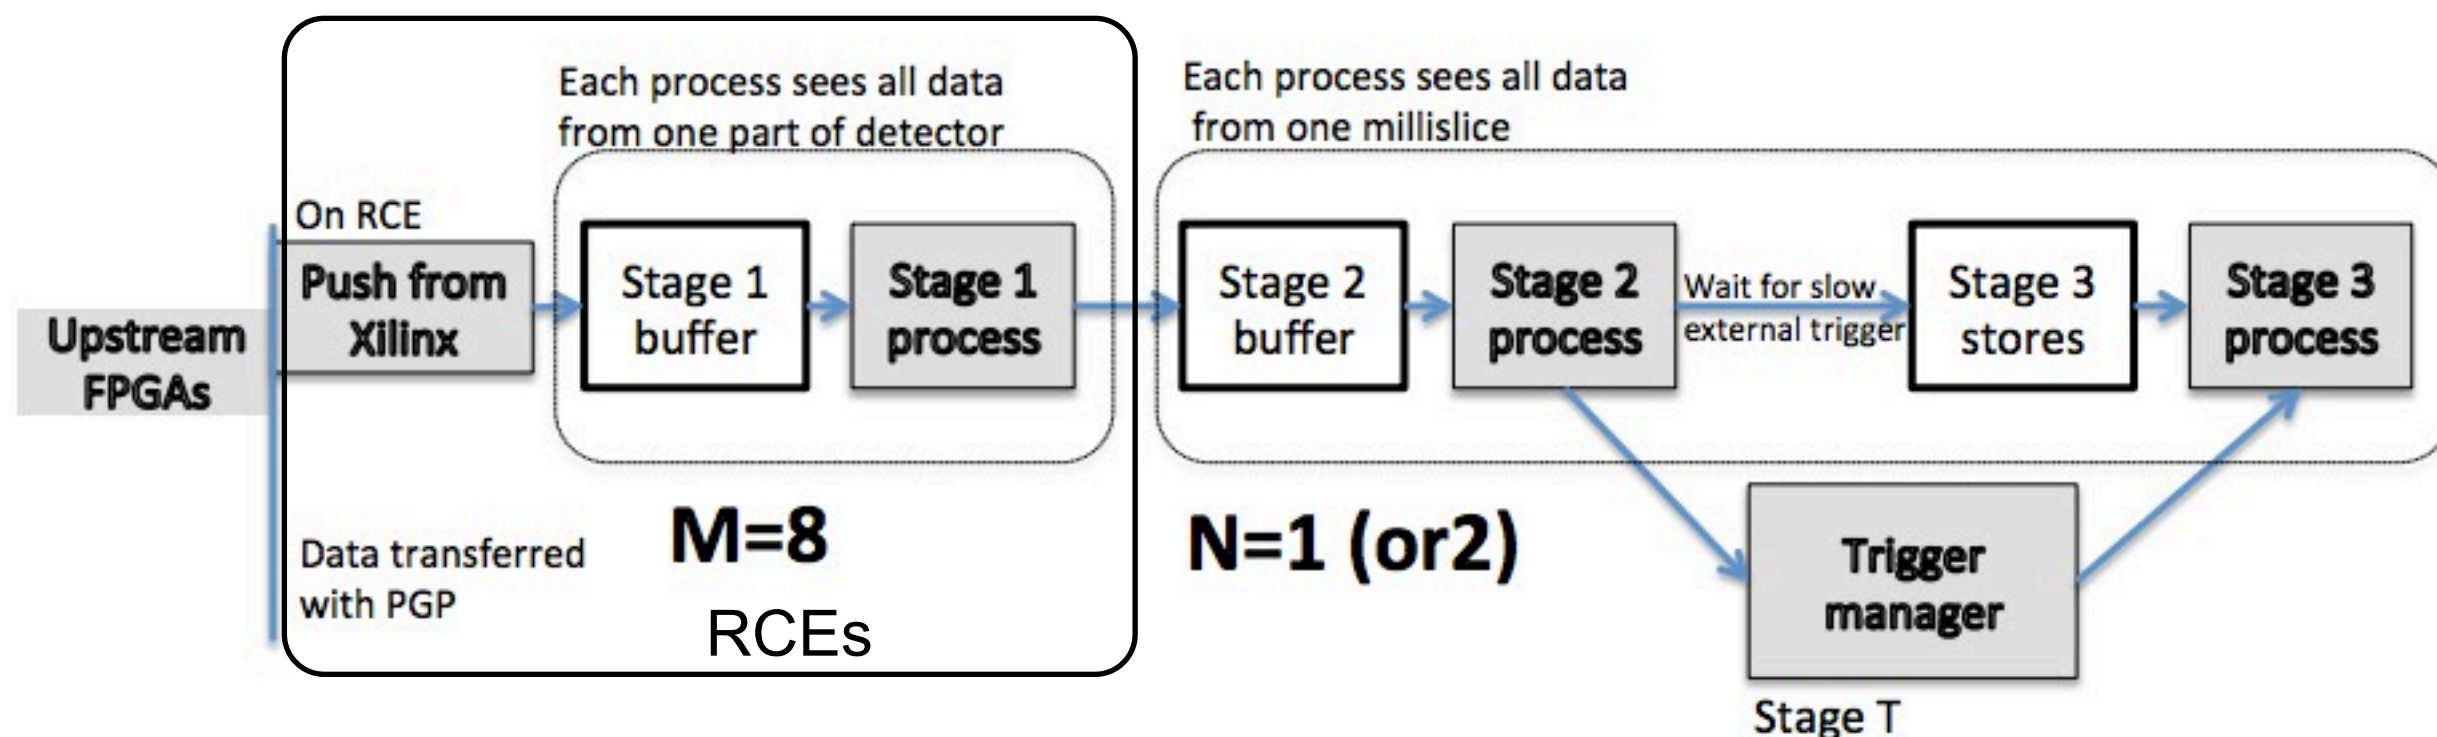 Each process sees all data
from one part of detector
Each process sees all data
from one millislice
On RCE
Push from
Xilinx
Upstream
FPGAs
Stage 1
buffer
Stage 1
process
Stage 2
buffer
Stage 2
process
Wait for slow
external trigger
Stage 3
stores
Stage 3
process
Data transferred
with PGP
M=8
RCEs
N=1 (or2)
Trigger
manager
Stage T